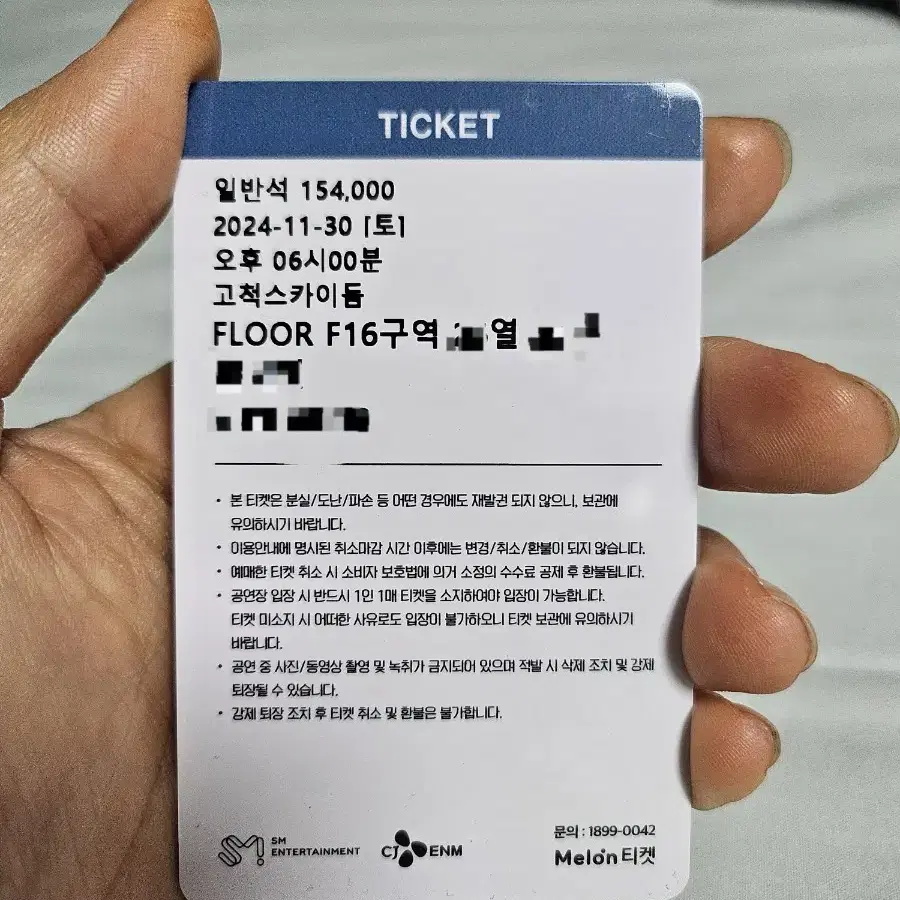 TICKET
일반석 154,000
2024-11-30 [토]
오후 06시00분
고척스카이돔
FLOOR F16구역 열
• 본 티켓은 분실/도난/파손 등 어떤 경우에도 재발권 되지 않으니, 보관에
유의하시기 바랍니다.
• 이용안내에 명시된 취소마감 시간 이후에는 변경/취소/환불이 되지 않습니다.
• 예매한 티켓 취소 시 소비자 보호법에 의거 소정의 수수료 공제 후 환불됩니다.
• 공연장 입장 시 반드시 1인 1매 티켓을 소지하여야 입장이 가능합니다.
티켓 미소지 시 어떠한 사유로도 입장이 불가하오니 티켓 보관에 유의하시기
바랍니다.
• 공연 중 사진/동영상 촬영 및 녹취가 금지되어 있으며 적발 시 삭제 조치 및 강제
퇴장될 수 있습니다.
• 강제 퇴장 조치 후 티켓 취소 및 환불은 불가합니다.
SM!
SM
ENTERTAINMENT
CJ ENM
문의 : 1899-0042
Melon티켓